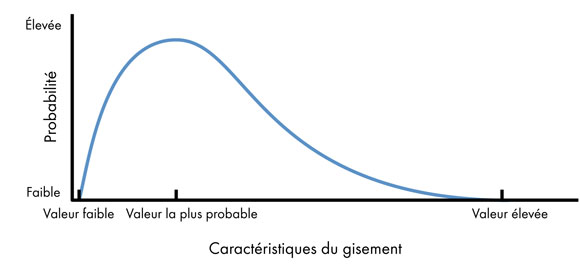 Élevée
Probabilité
Faible
Valeur faible
Valeur la plus probable
Valeur élevée
Caractéristiques du gisement